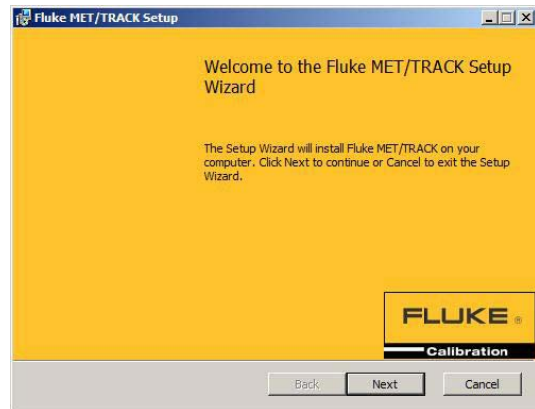 Fluke MET/TRACK Setup
Welcome to the Fluke MET/TRACK Setup
Wizard
The Setup Wizard will install Fluke MET/TRACK on your
computer. Click Next to continue or Cancel to exit the Setup
Wizard.
FLUKE ®
Calibration
Back Next Cancel